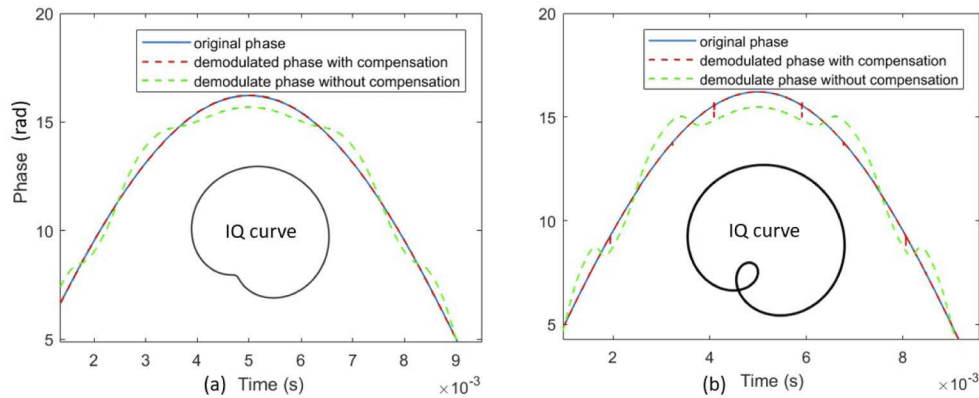 20
original phase
demodulated phase with compensation
demodulate phase without compensation
15
Phase (rad)
10
5
IQ curve
2 3 4 5 6 7 8 9
(a) Time (s) ×10⁻³
20
original phase
demodulated phase with compensation
demodulate phase without compensation
15
10
5
IQ curve
2 4 6 8
(b) Time (s) ×10⁻³